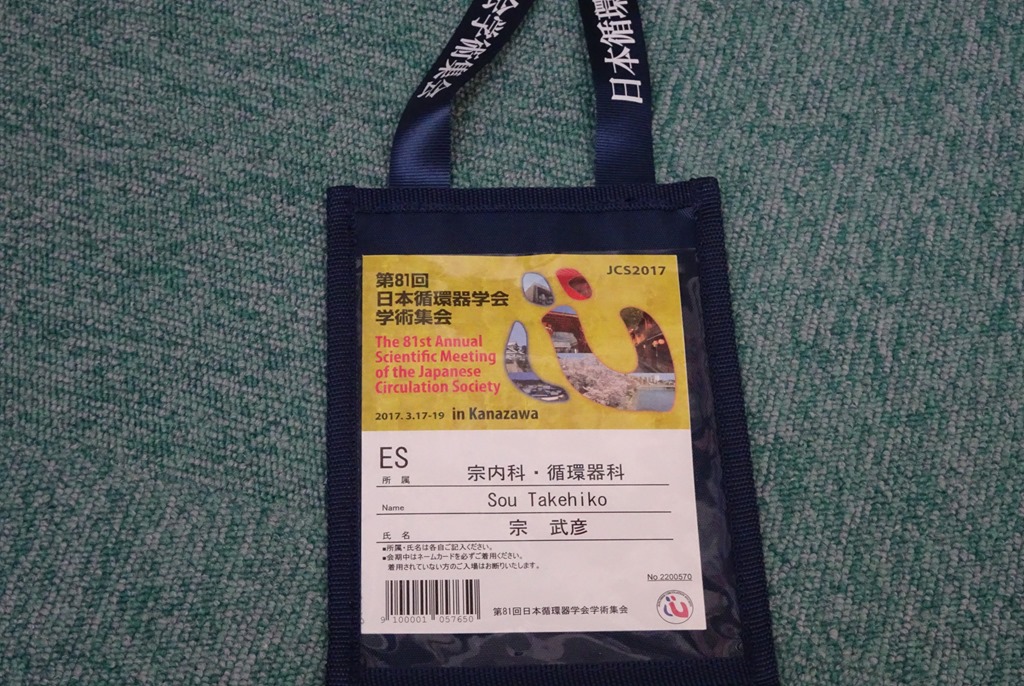 会学術集会
日本循環
JCS2017
第81回
日本循環器学会
学術集会
The 81st Annual
Scientific Meeting
of the Japanese
Circulation Society
2017. 3.17-19 in Kanazawa
ES
所 属 宗内科・循環器科
Name Sou Takehiko
氏 名 宗 武彦
■所属・氏名は各自ご記入ください。
■会期中はネームカードを必ずご着用ください。
着用されていない方のご入場はお断りいたします。
No.2200570
9 100001 057650
第81回日本循環器学会学術集会